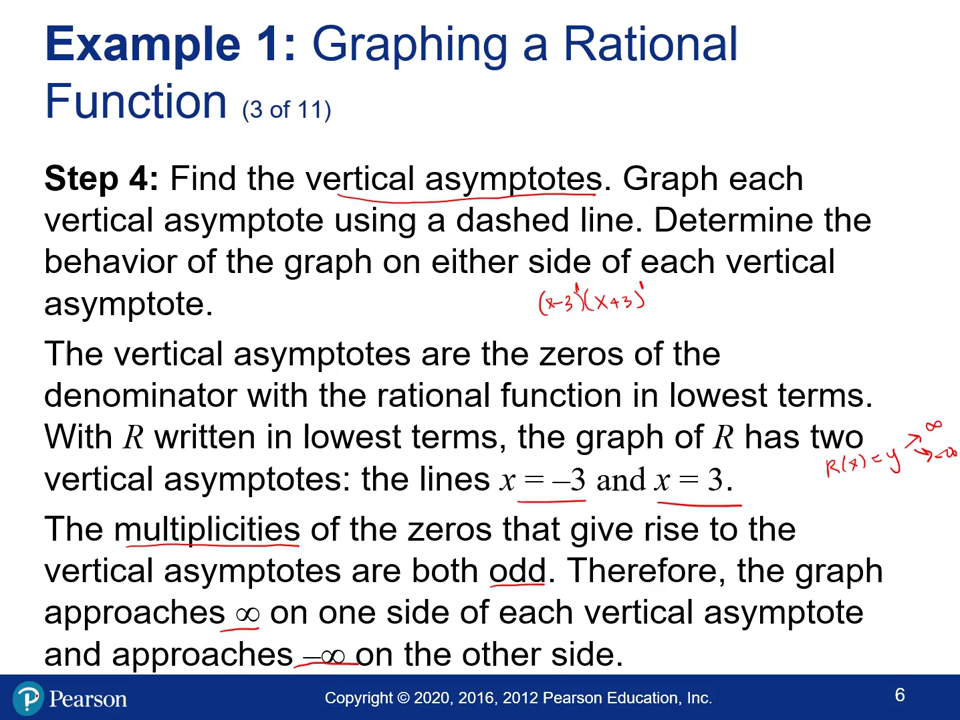 Example 1: Graphing a Rational
Function (3 of 11)
Step 4: Find the vertical asymptotes. Graph each
vertical asymptote using a dashed line. Determine the
behavior of the graph on either side of each vertical
asymptote.
(x-3)¹(x+3)¹
The vertical asymptotes are the zeros of the
denominator with the rational function in lowest terms.
With R written in lowest terms, the graph of R has two
vertical asymptotes: the lines x = –3 and x = 3.
R(x) = y → ∞
→ -∞
The multiplicities of the zeros that give rise to the
vertical asymptotes are both odd. Therefore, the graph
approaches ∞ on one side of each vertical asymptote
and approaches –∞ on the other side.
Pearson
Copyright © 2020, 2016, 2012 Pearson Education, Inc.
6